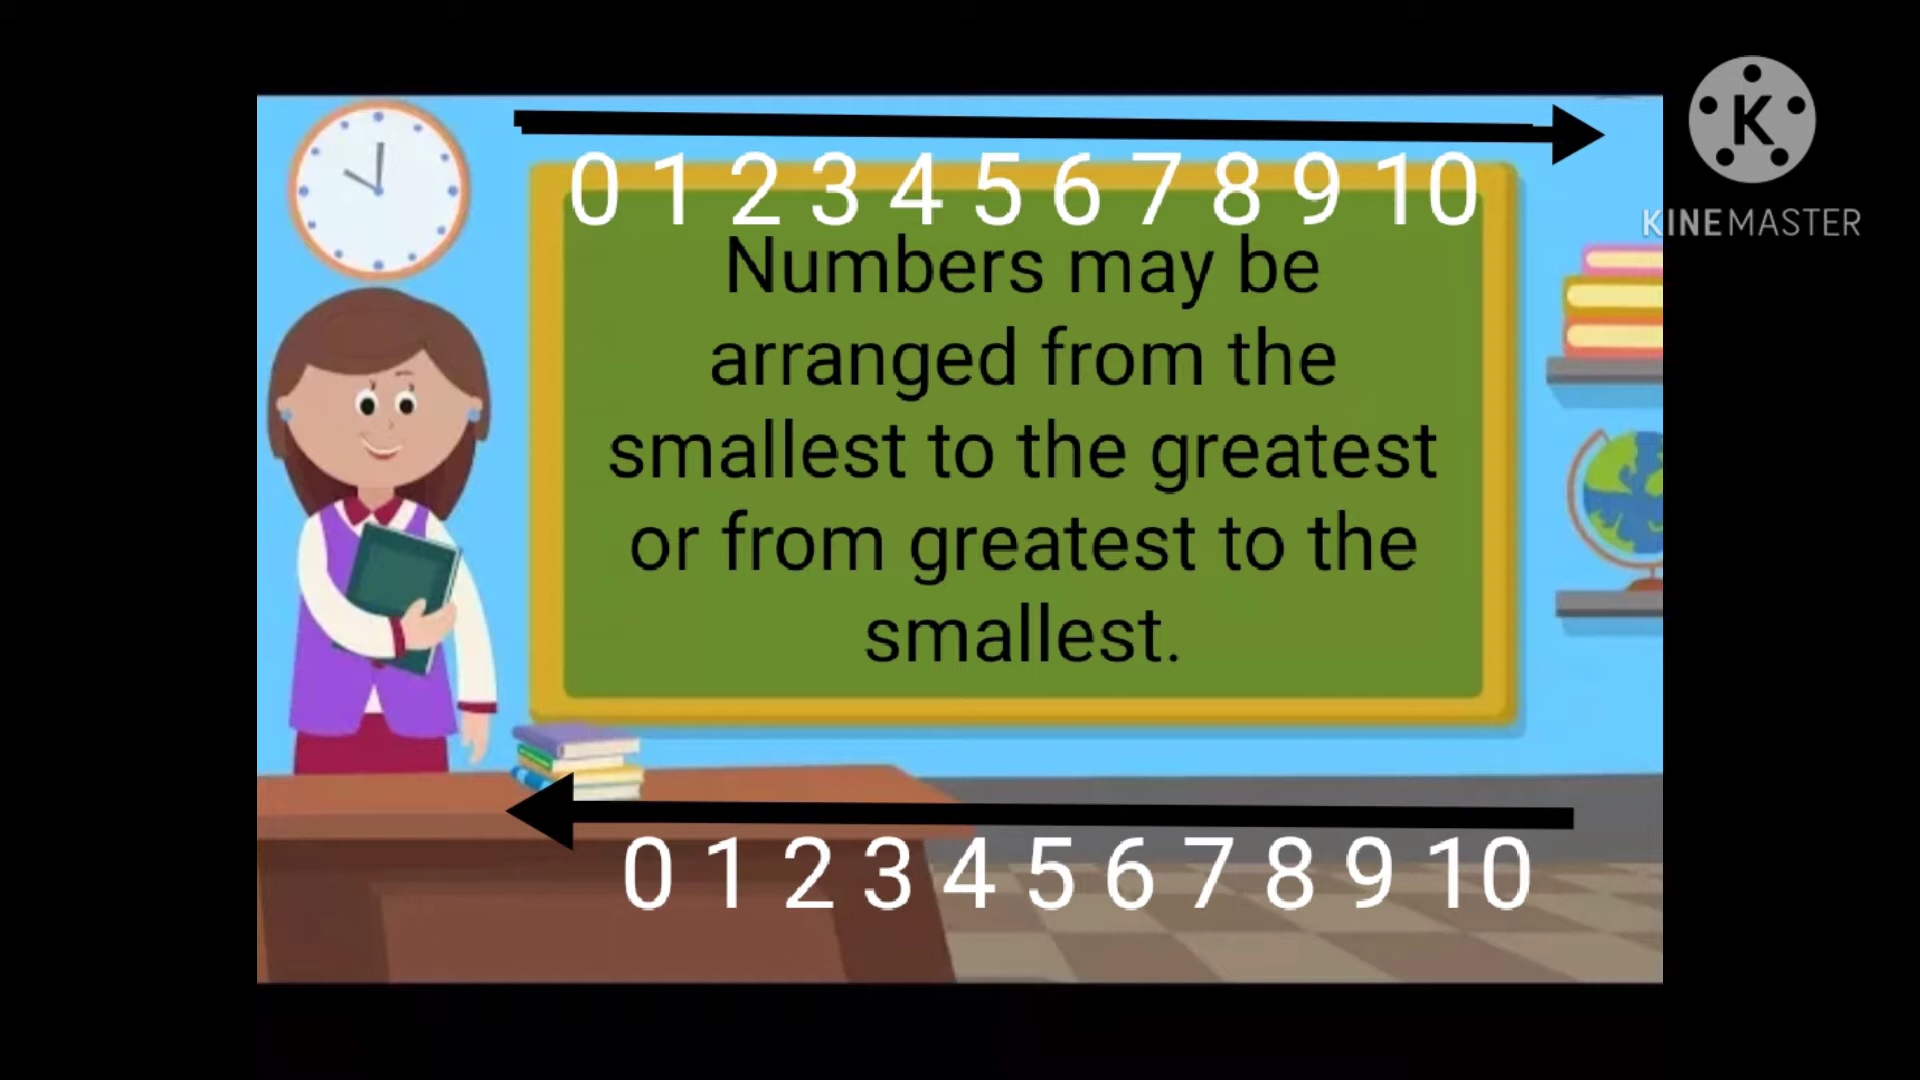 0 1 2 3 4 5 6 7 8 9 10
Numbers may be
arranged from the
smallest to the greatest
or from greatest to the
smallest.
0 1 2 3 4 5 6 7 8 9 10
K
KINEMASTER